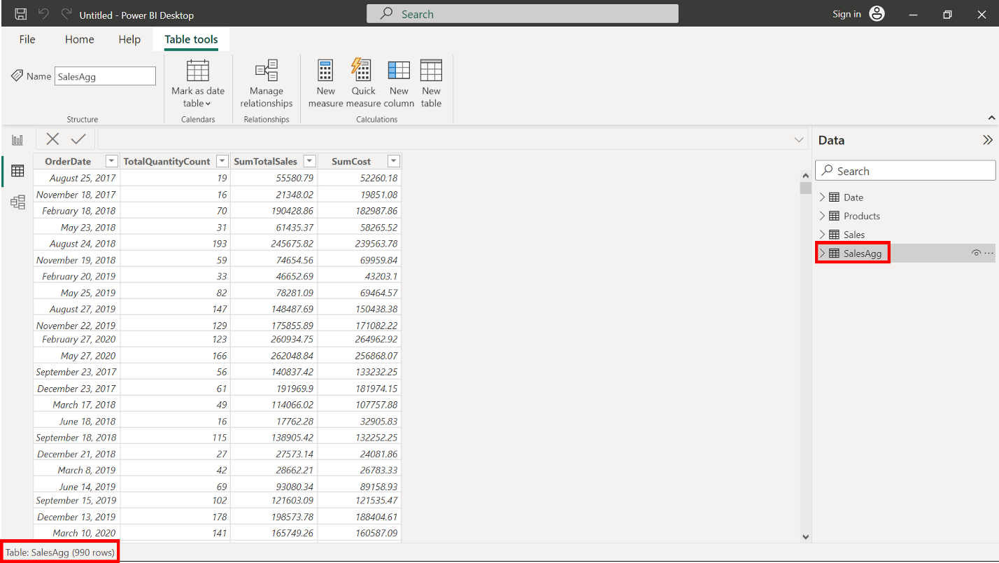 Untitled - Power BI Desktop
Search
Sign in
File Home Help Table tools
Name SalesAgg
Mark as date table
Manage relationships
New measure
Quick measure
New column
New table
Structure Calendars Relationships Calculations
Data
Search
Date
Products
Sales
SalesAgg
OrderDate TotalQuantityCount SumTotalSales SumCost
August 25, 2017 19 55580.79 52260.18
November 18, 2017 16 21348.02 19851.08
February 18, 2018 70 190428.86 182987.86
May 23, 2018 31 61435.37 58265.52
August 24, 2018 193 245675.82 239563.78
November 19, 2018 59 74654.56 69959.84
February 20, 2019 33 46652.69 43203.1
May 25, 2019 82 78281.09 69464.57
August 27, 2019 147 148487.69 150438.38
November 22, 2019 129 175855.89 171082.22
February 27, 2020 123 260934.75 264962.92
May 27, 2020 166 262048.84 256868.07
September 23, 2017 56 140837.42 133232.25
December 23, 2017 61 191969.9 181974.15
March 17, 2018 49 114066.02 107757.88
June 18, 2018 16 17762.28 32905.83
September 18, 2018 115 138905.42 132252.25
December 21, 2018 27 27573.14 24081.86
March 8, 2019 42 28662.21 26783.33
June 14, 2019 69 93080.34 89158.93
September 15, 2019 102 121603.09 121535.47
December 13, 2019 178 198573.78 188404.61
March 10, 2020 141 165749.26 160587.09
Table: SalesAgg (990 rows)